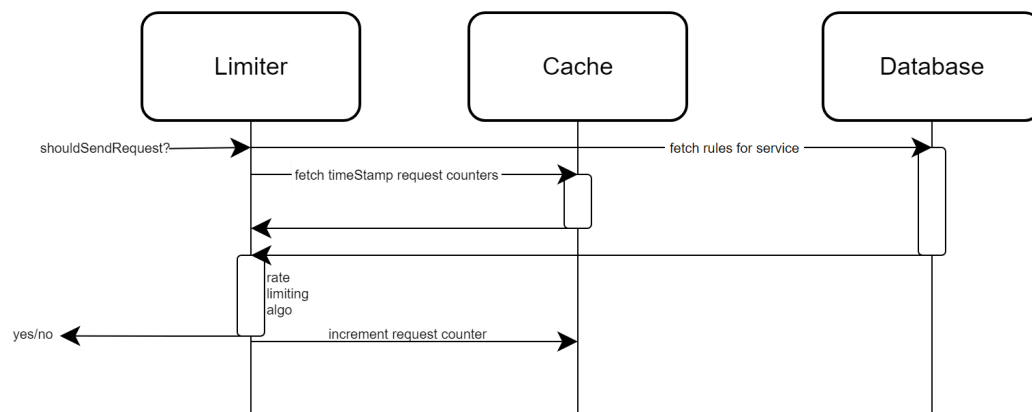 Limiter
Cache
Database
shouldSendRequest?
fetch rules for service
fetch timeStamp request counters
rate
limiting
algo
yes/no
increment request counter